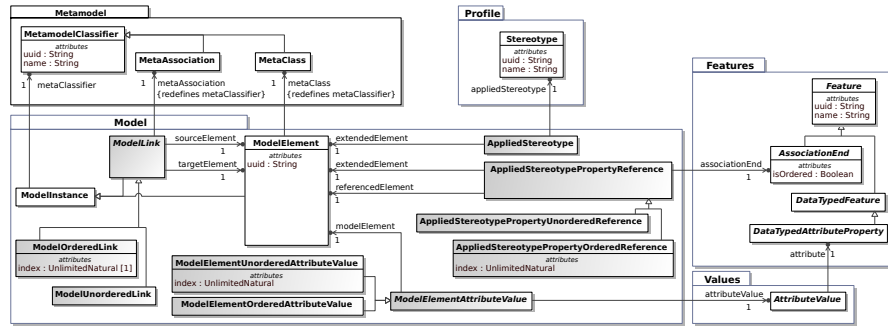 Metamodel
MetamodelClassifier
attributes
uuid : String
name : String
MetaAssociation
MetaClass
1 metaClassifier
1 metaAssociation
{redefines metaClassifier}
1 metaClass
{redefines metaClassifier}
Profile
Stereotype
attributes
uuid : String
name : String
appliedStereotype 1
Features
Feature
attributes
uuid : String
name : String
associationEnd
1
AssociationEnd
attributes
isOrdered : Boolean
DataTypedFeature
DataTypedAttributeProperty
attribute 1
Model
ModelLink
sourceElement
1
targetElement
1
ModelElement
attributes
uuid : String
extendedElement
1
AppliedStereotype
extendedElement
1
referencedElement
1
AppliedStereotypePropertyReference
ModelInstance
modelElement
1
AppliedStereotypePropertyUnorderedReference
AppliedStereotypePropertyOrderedReference
attributes
index : UnlimitedNatural
ModelOrderedLink
attributes
index : UnlimitedNatural [1]
ModelUnorderedLink
ModelElementUnorderedAttributeValue
attributes
index : UnlimitedNatural
ModelElementOrderedAttributeValue
ModelElementAttributeValue
Values
attributeValue
1
AttributeValue